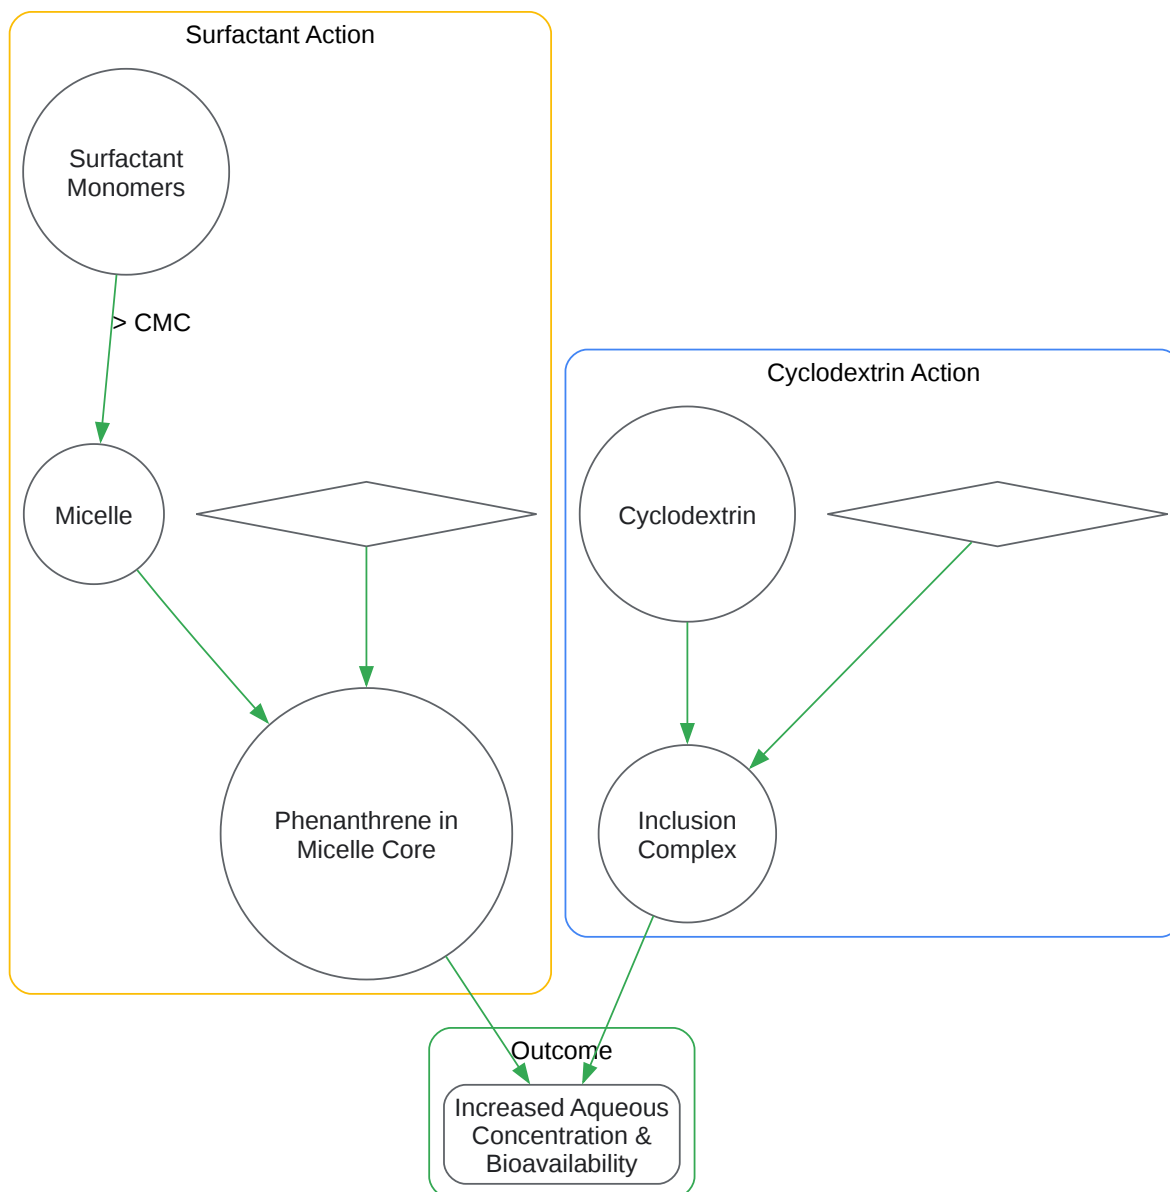 Surfactant Action
Surfactant
Monomers
> CMC
Micelle
Phenanthrene in
Micelle Core
Cyclodextrin Action
Cyclodextrin
Inclusion
Complex
Outcome
Increased Aqueous
Concentration &
Bioavailability